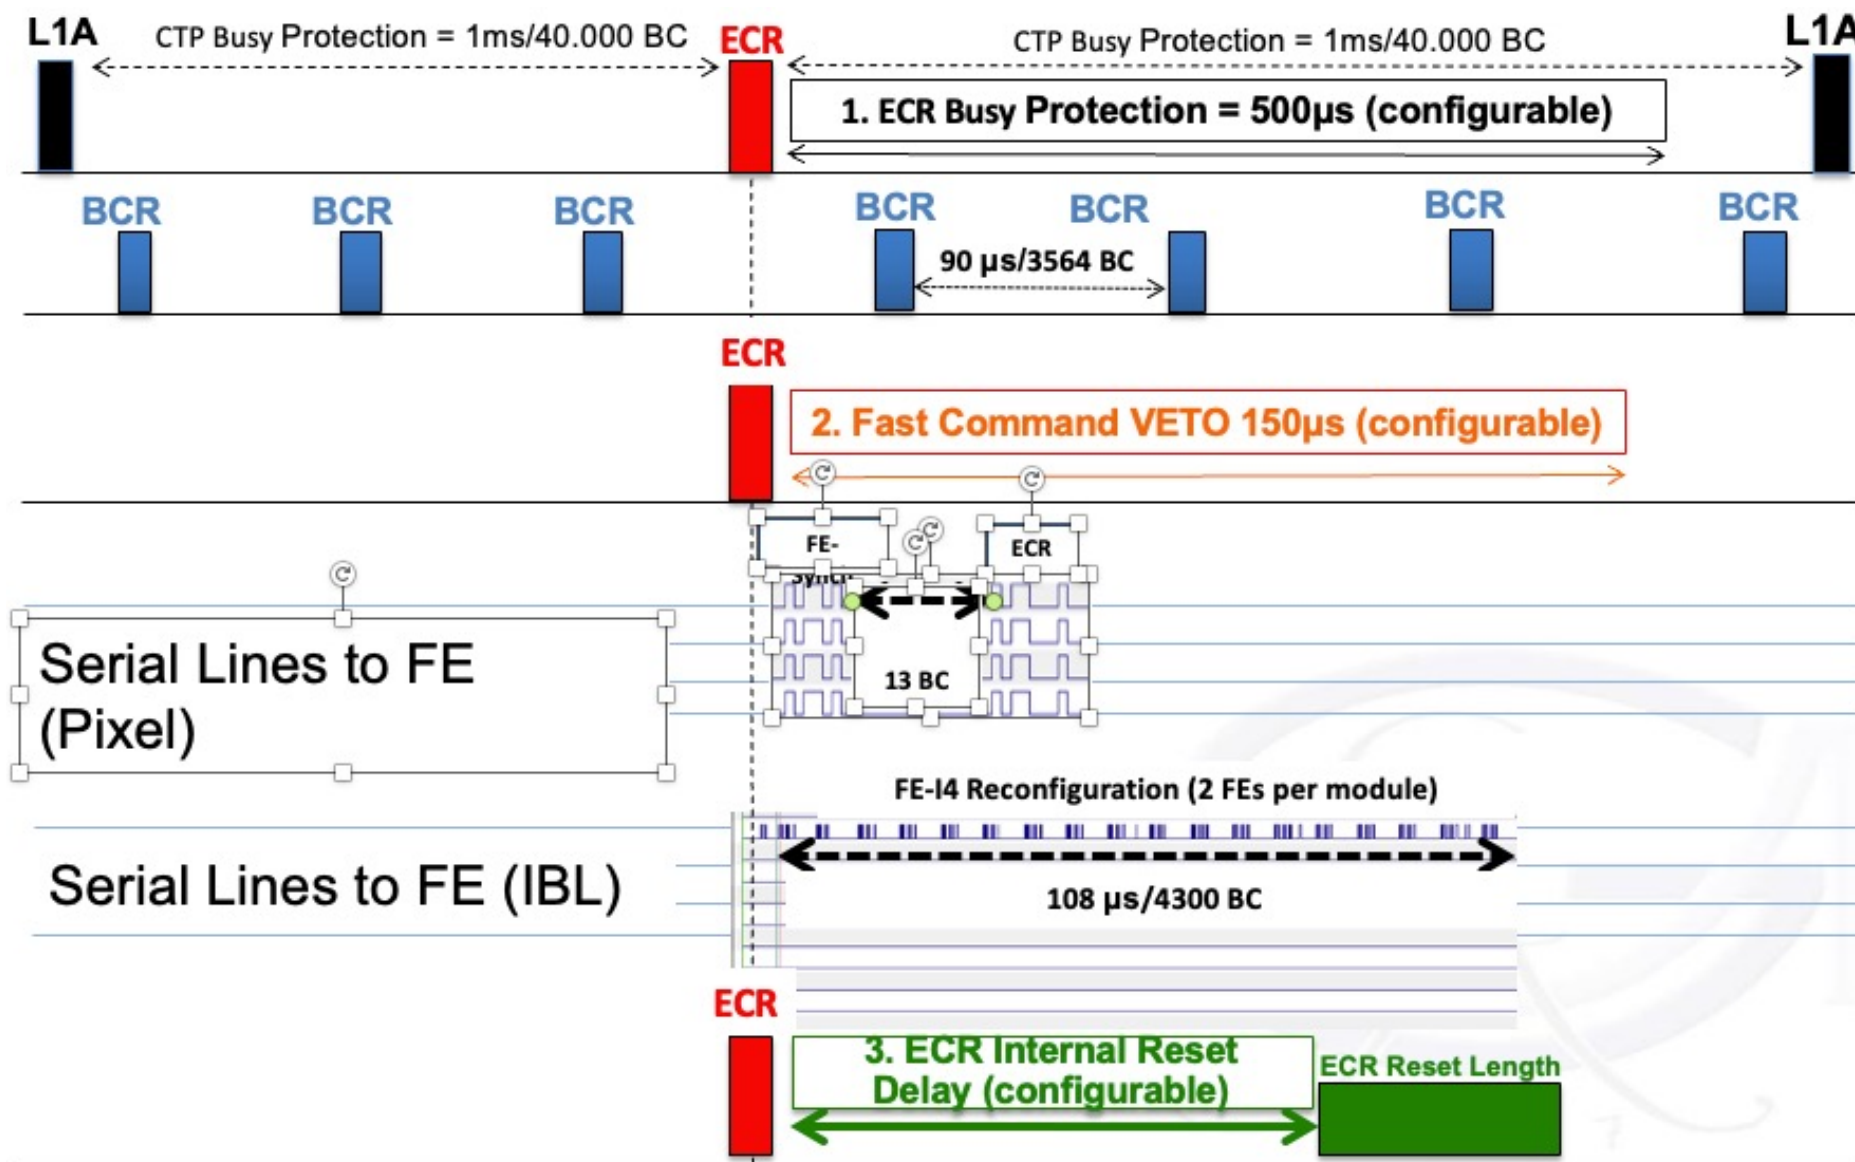 L1A
CTP Busy Protection = 1ms/40.000 BC
ECR
CTP Busy Protection = 1ms/40.000 BC
L1A
1. ECR Busy Protection = 500µs (configurable)
BCR
BCR
BCR
BCR
BCR
BCR
BCR
90 µs/3564 BC
ECR
2. Fast Command VETO 150µs (configurable)
FE-
Synch
ECR
13 BC
Serial Lines to FE
(Pixel)
FE-I4 Reconfiguration (2 FEs per module)
Serial Lines to FE (IBL)
108 µs/4300 BC
ECR
3. ECR Internal Reset
Delay (configurable)
ECR Reset Length